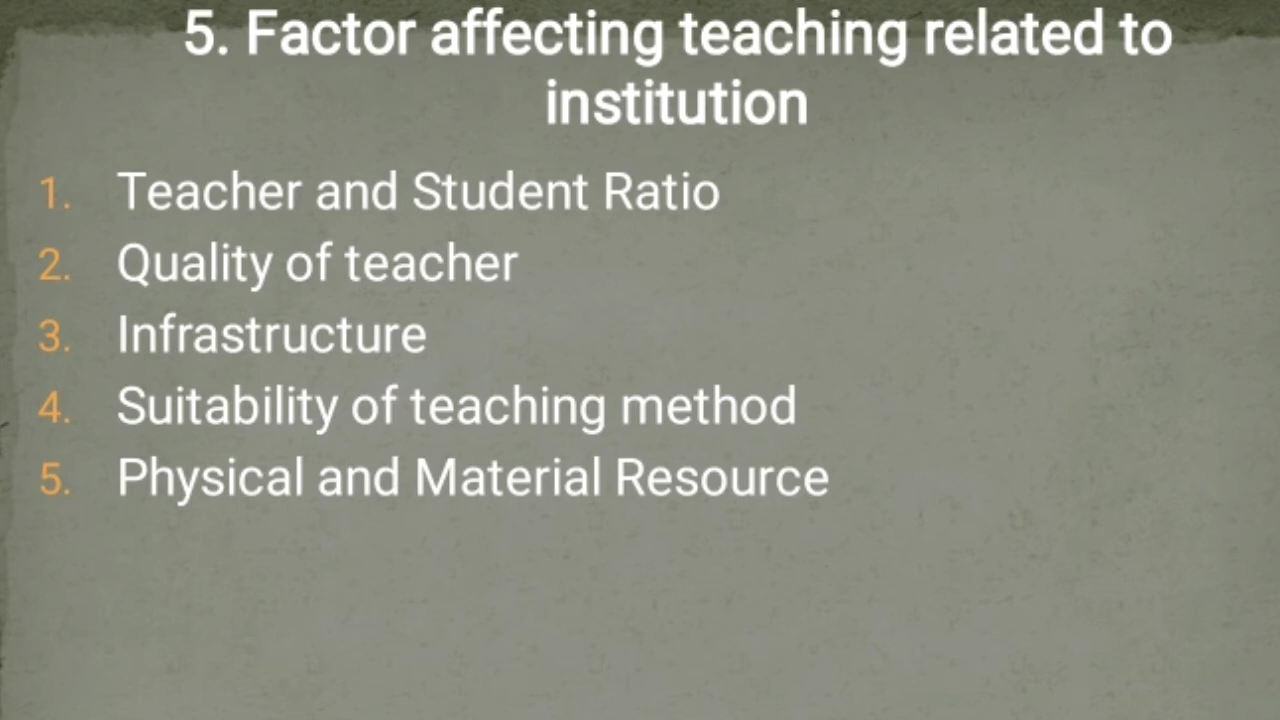 5. Factor affecting teaching related to
institution
1. Teacher and Student Ratio
2. Quality of teacher
3. Infrastructure
4. Suitability of teaching method
5. Physical and Material Resource